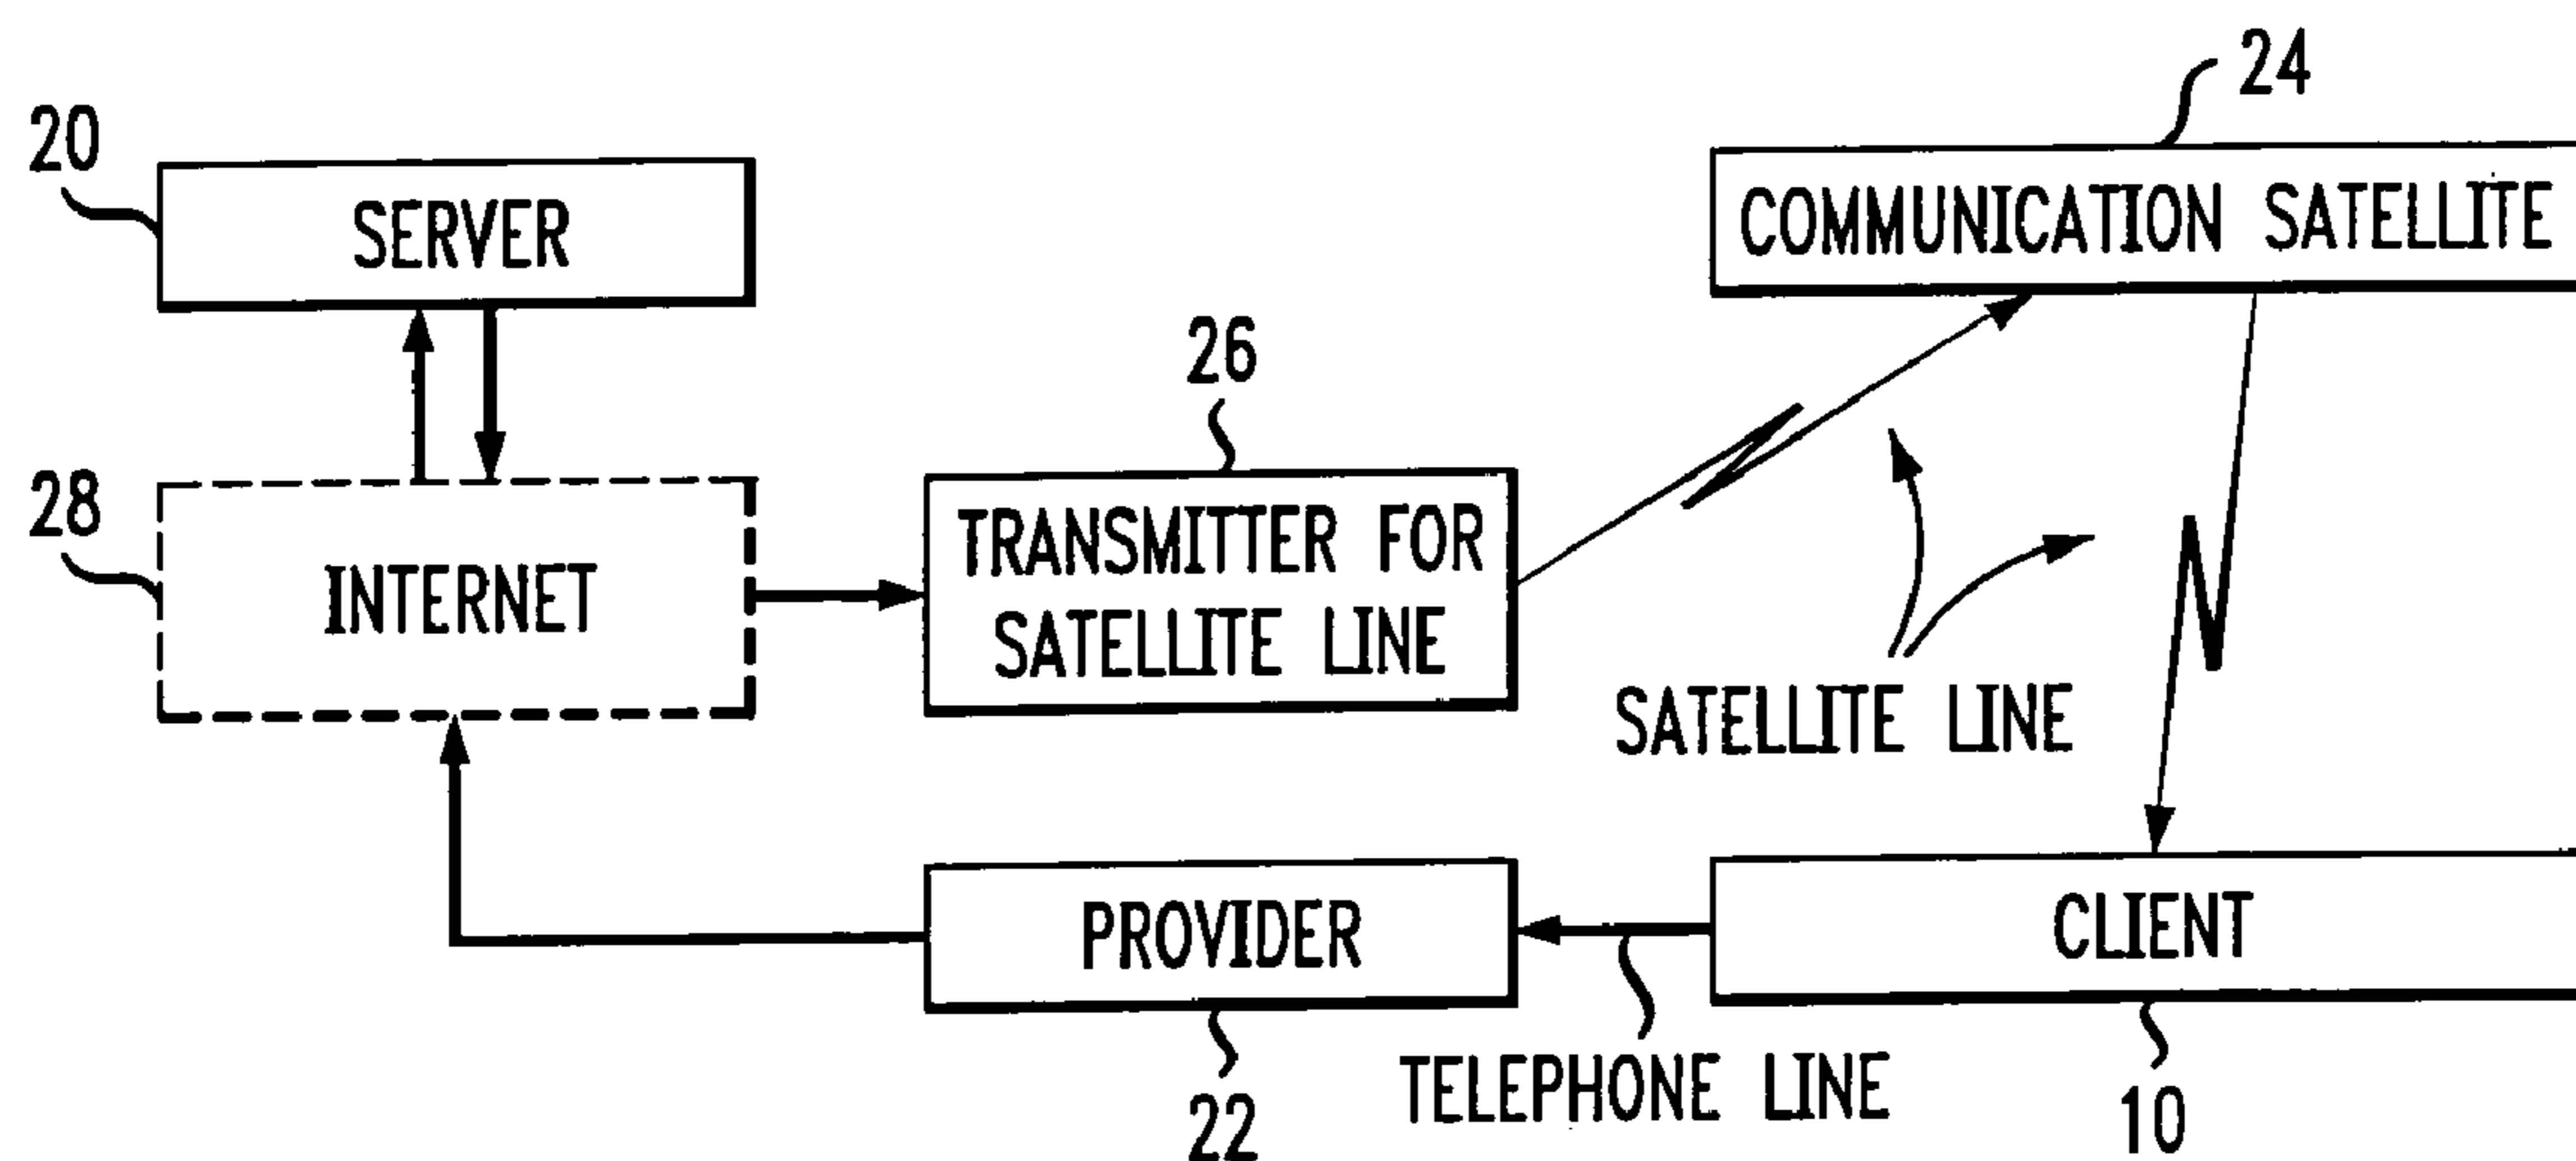 24
20
SERVER
COMMUNICATION SATELLITE
26
28
INTERNET
TRANSMITTER FOR
SATELLITE LINE
SATELLITE LINE
PROVIDER
CLIENT
TELEPHONE LINE
22
10